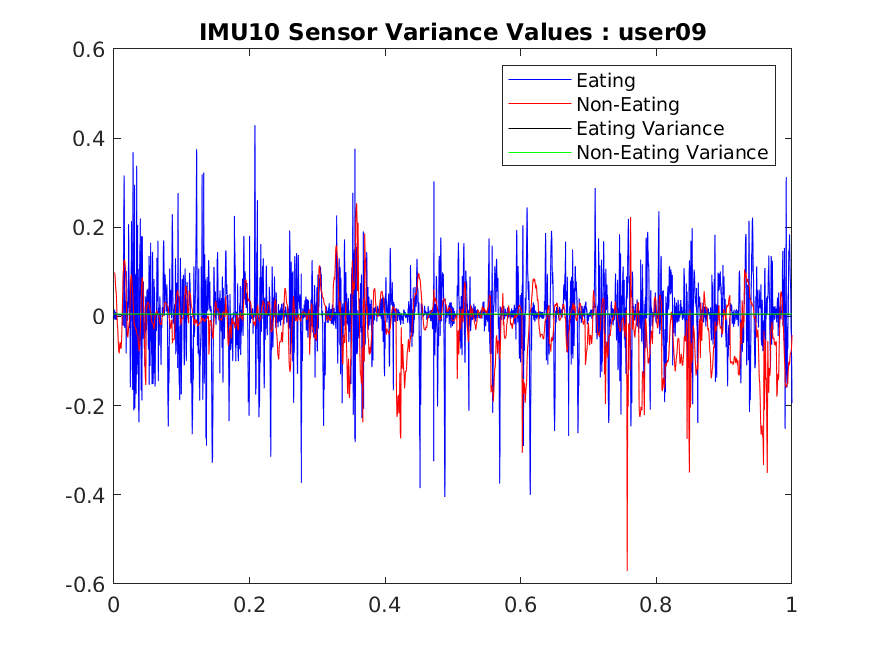 IMU10 Sensor Variance Values : user09
0.6
0.4
0.2
0
-0.2
-0.4
-0.6
Eating
Non-Eating
Eating Variance
Non-Eating Variance
0 0.2 0.4 0.6 0.8 1